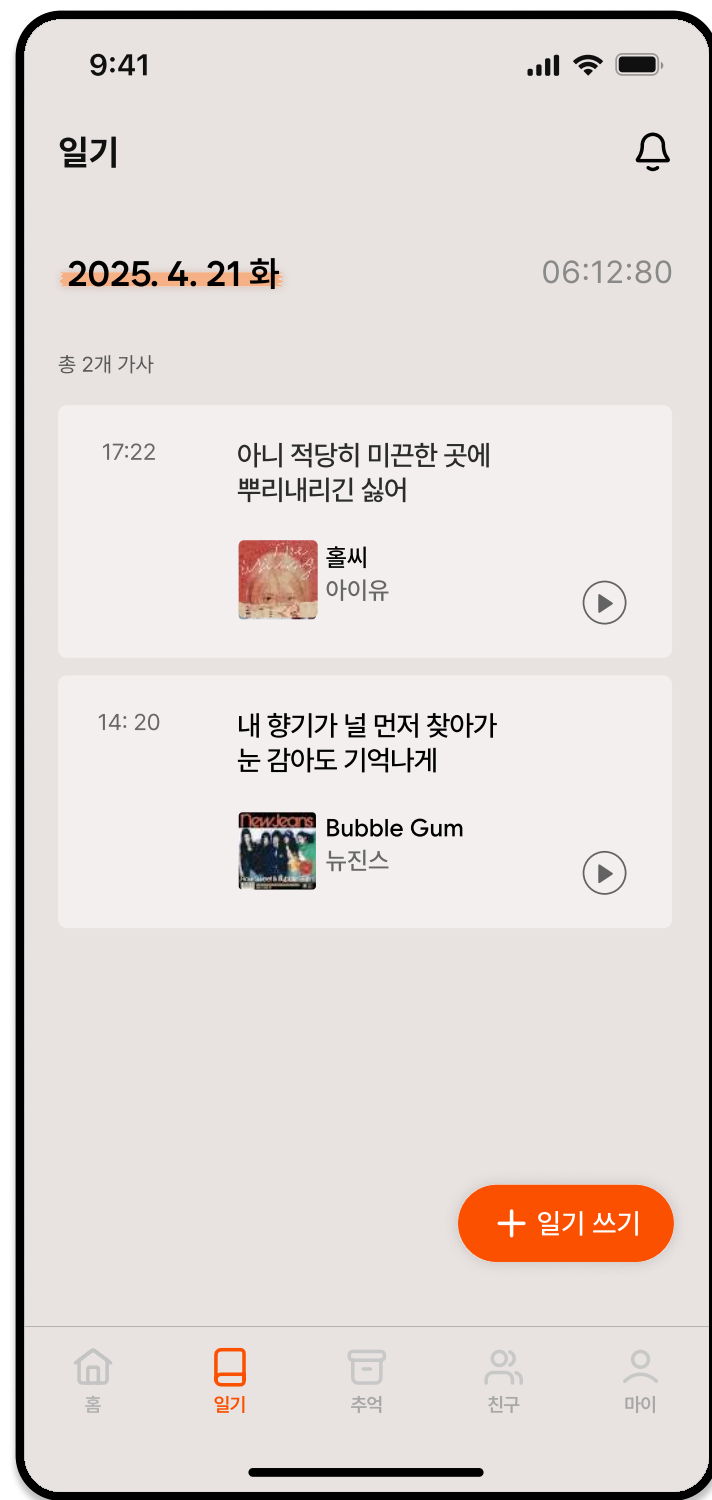 9:41
일기
2025. 4. 21 화
06:12:80
총 2개 가사
17:22
아니 적당히 미끈한 곳에
뿌리내리긴 싫어
홀씨
아이유
14: 20
내 향기가 널 먼저 찾아가
눈 감아도 기억나게
NewJeans
Bubble Gum
뉴진스
+ 일기 쓰기
홈
일기
추억
친구
마이